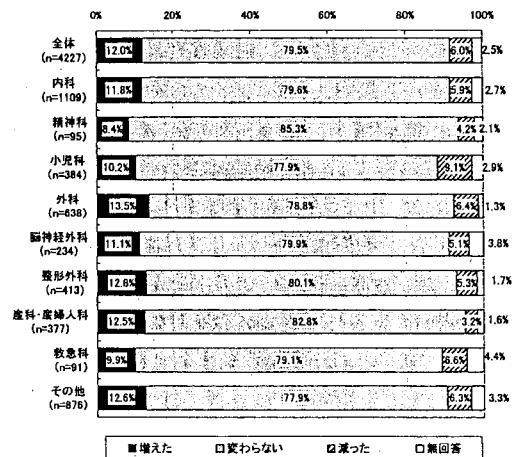 0% 20% 40% 60% 80% 100%
全体 12.0% 79.5% 6.0% 2.5%
(n=4227)
内科 11.8% 79.6% 5.9% 2.7%
(n=1109)
精神科 8.4% 85.3% 4.2% 2.1%
(n=95)
小児科 10.2% 77.9% 9.1% 2.9%
(n=384)
外科 13.5% 78.8% 6.4% 1.3%
(n=638)
脳神経外科 11.1% 79.9% 5.1% 3.8%
(n=234)
整形外科 12.8% 80.1% 5.3% 1.7%
(n=413)
産科・産婦人科 12.5% 82.8% 3.2% 1.6%
(n=377)
救急科 9.9% 79.1% 6.6% 4.4%
(n=91)
その他 12.6% 77.9% 6.3% 3.3%
(n=876)
増えた 変わらない 減った 無回答